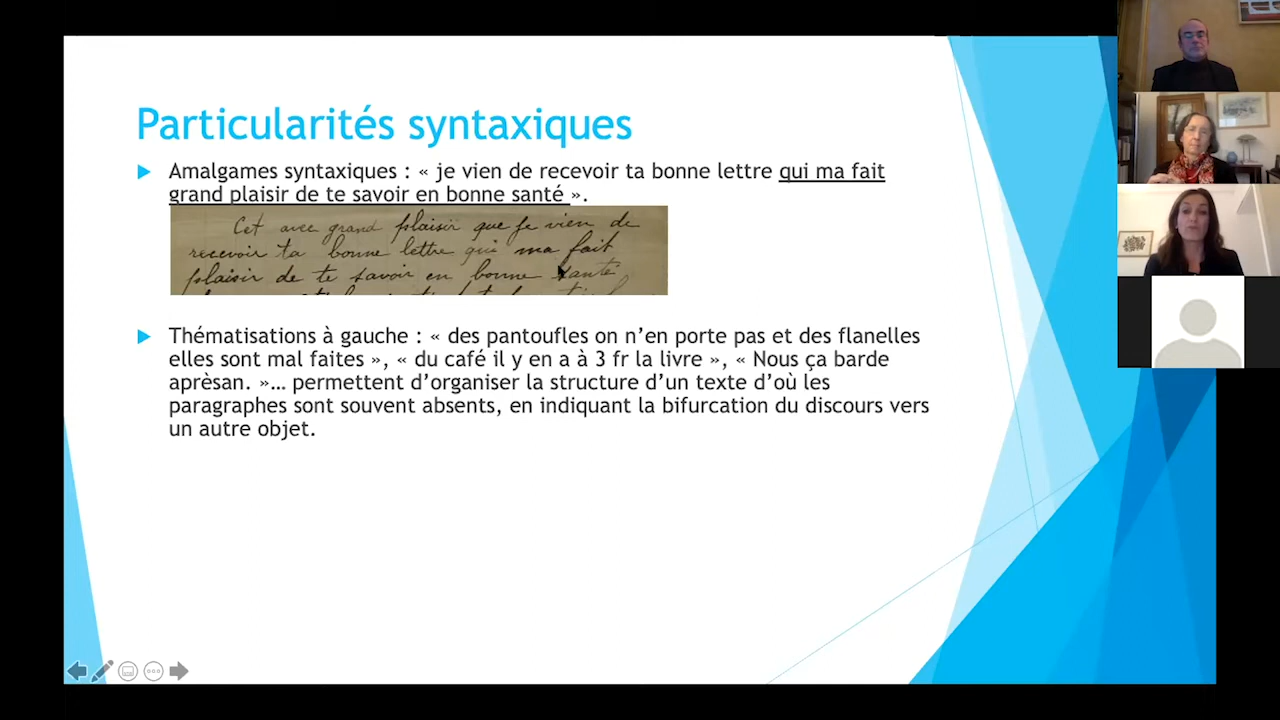 Particularités syntaxiques
Amalgames syntaxiques : « je vien de recevoir ta bonne lettre qui ma fait
grand plaisir de te savoir en bonne santé ».
Cet avec grand plaisir que je vien de
recevoir ta bonne lettre qui ma fait
plaisir de te savoir en bonne santé
Thématisations à gauche : « des pantoufles on n’en porte pas et des flanelles
elles sont mal faites », « du café il y en a à 3 fr la livre », « Nous ça barde
aprèsan. »… permettent d’organiser la structure d’un texte d’où les
paragraphes sont souvent absents, en indiquant la bifurcation du discours vers
un autre objet.